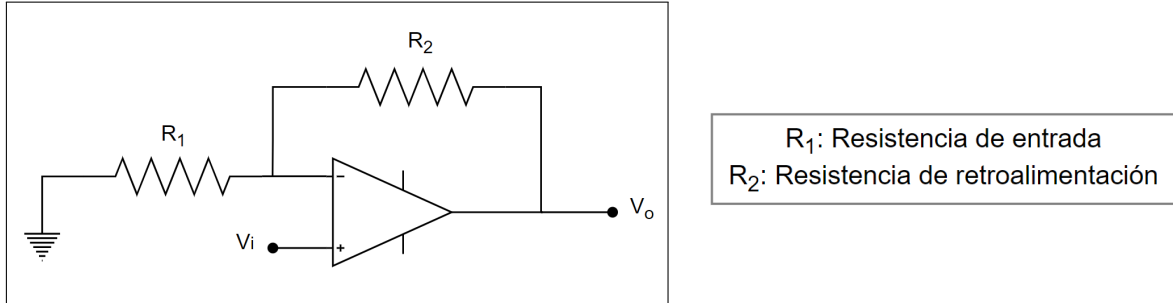 R₂
R₁
−
Vi
+
Vₒ
R₁: Resistencia de entrada
R₂: Resistencia de retroalimentación